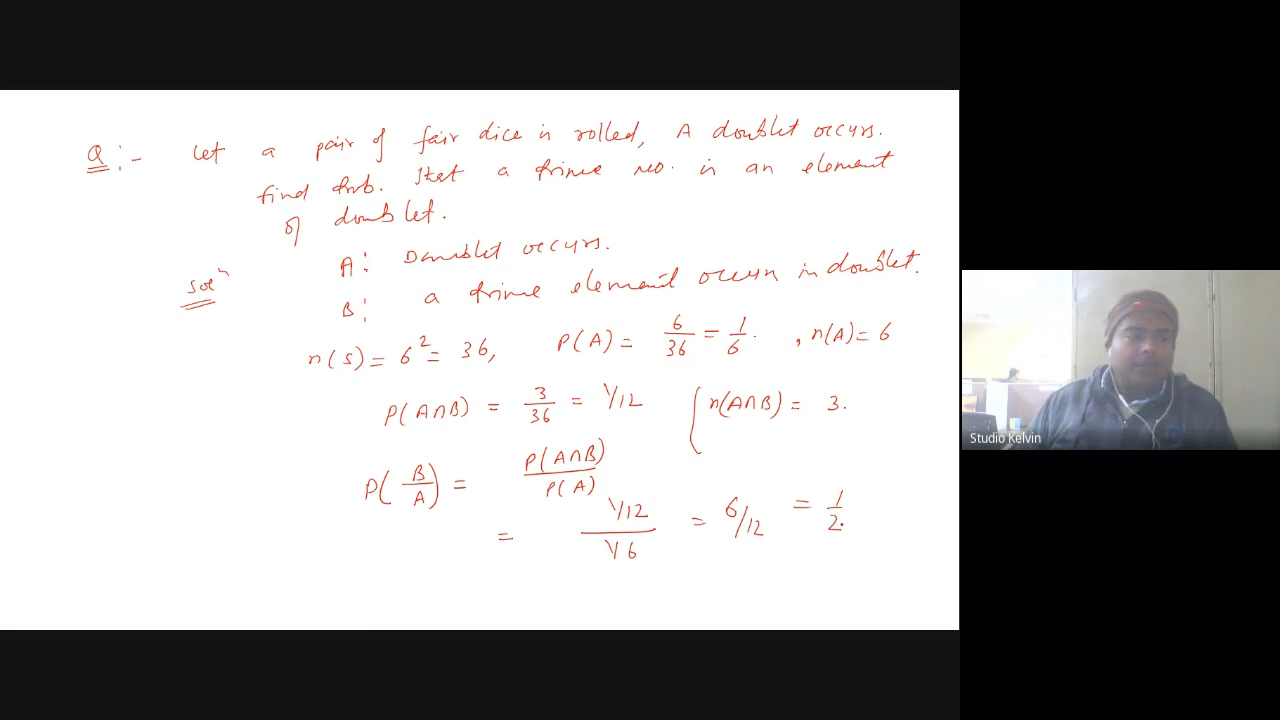 Q:- Let a pair of fair dice is rolled, A doublet occurs.
find prob. that a prime no. is an element
of doublet.
Solⁿ A: Doublet occurs.
B: a prime element occurs in doublet.
n(S) = 6² = 36, P(A) = 6/36 = 1/6. , n(A) = 6
P(A∩B) = 3/36 = 1/12 { n(A∩B) = 3.
P(B/A) = P(A∩B)/P(A)
= (1/12)/(1/6) = 6/12 = 1/2.
Studio Kelvin